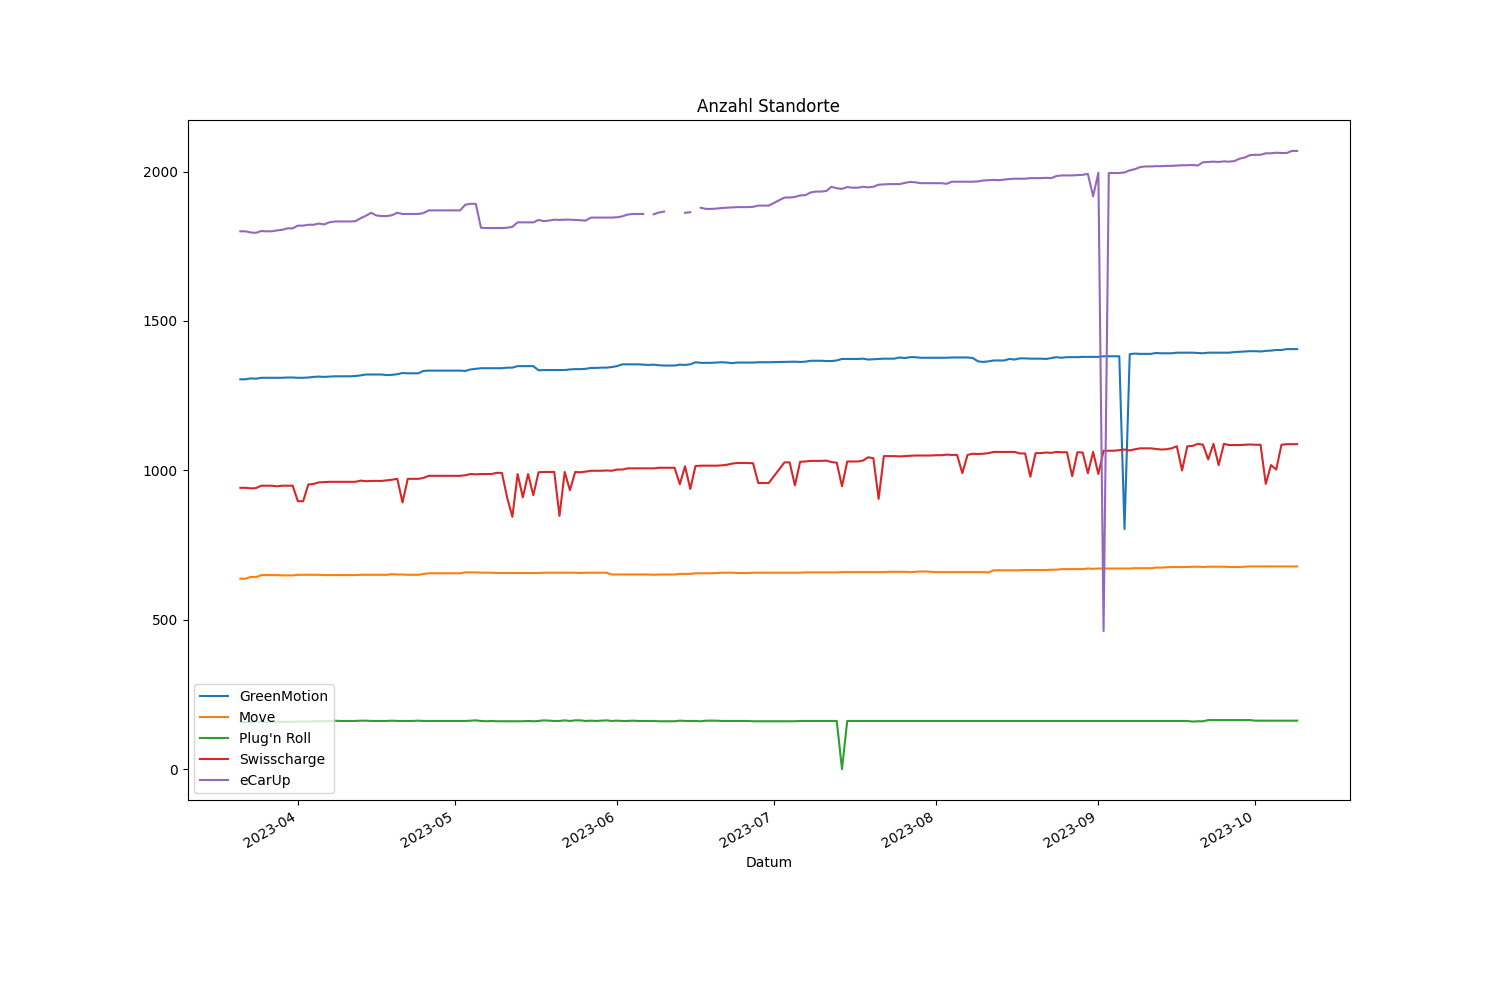 Anzahl Standorte
2000
1500
1000
500
0
GreenMotion
Move
Plug'n Roll
Swisscharge
eCarUp
2023-04
2023-05
2023-06
2023-07
2023-08
2023-09
2023-10
Datum